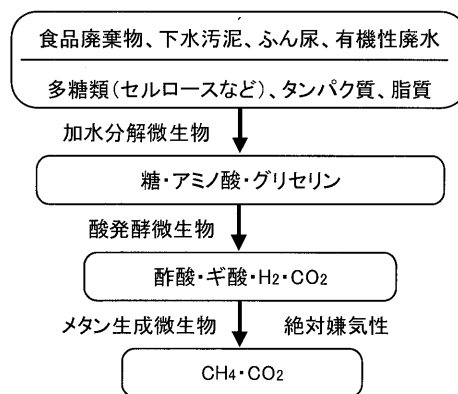 食品廃棄物、下水汚泥、ふん尿、有機性廃水
多糖類(セルロースなど)、タンパク質、脂質
加水分解微生物
糖・アミノ酸・グリセリン
酸発酵微生物
酢酸・ギ酸・H2・CO2
メタン生成微生物 絶対嫌気性
CH4・CO2